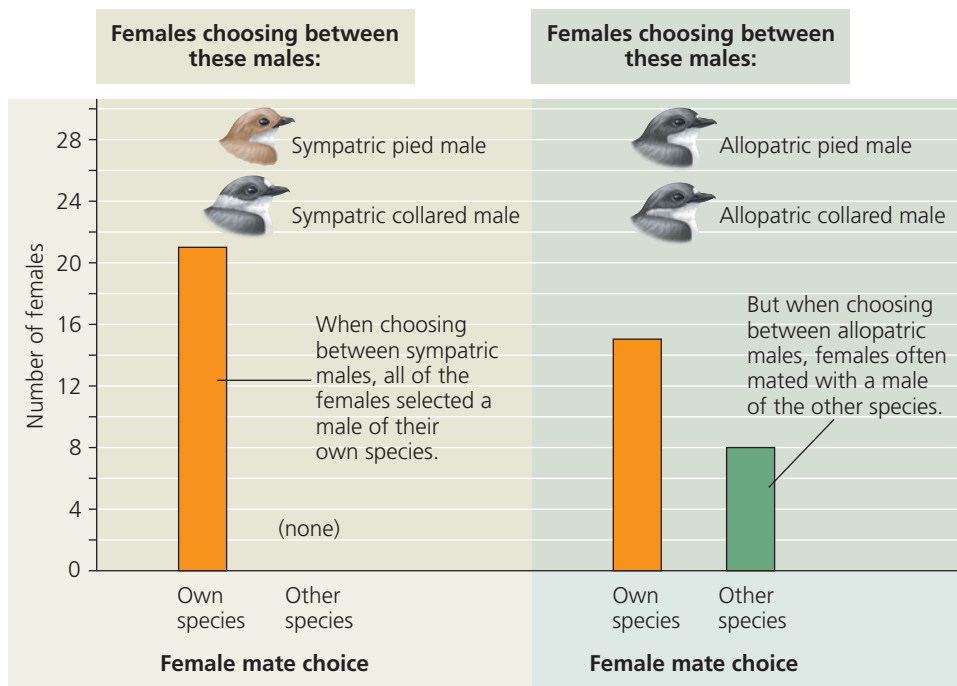 Females choosing between
these males:
Females choosing between
these males:
Number of females
28
24
20
16
12
8
4
0
Sympatric pied male
Sympatric collared male
When choosing
between sympatric
males, all of the
females selected a
male of their
own species.
(none)
Own
species
Other
species
Female mate choice
Allopatric pied male
Allopatric collared male
But when choosing
between allopatric
males, females often
mated with a male
of the other species.
Own
species
Other
species
Female mate choice